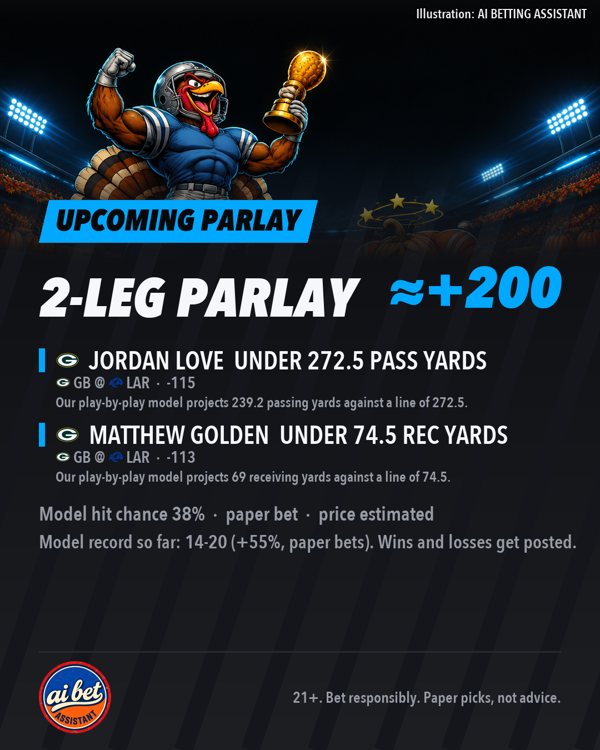 Illustration: AI BETTING ASSISTANT
UPCOMING PARLAY
2-LEG PARLAY ≈+200
G JORDAN LOVE UNDER 272.5 PASS YARDS
G GB @ LAR · -115
Our play-by-play model projects 239.2 passing yards against a line of 272.5.
G MATTHEW GOLDEN UNDER 74.5 REC YARDS
G GB @ LAR · -113
Our play-by-play model projects 69 receiving yards against a line of 74.5.
Model hit chance 38% · paper bet · price estimated
Model record so far: 14-20 (+55%, paper bets). Wins and losses get posted.
ai bet
ASSISTANT
21+. Bet responsibly. Paper picks, not advice.